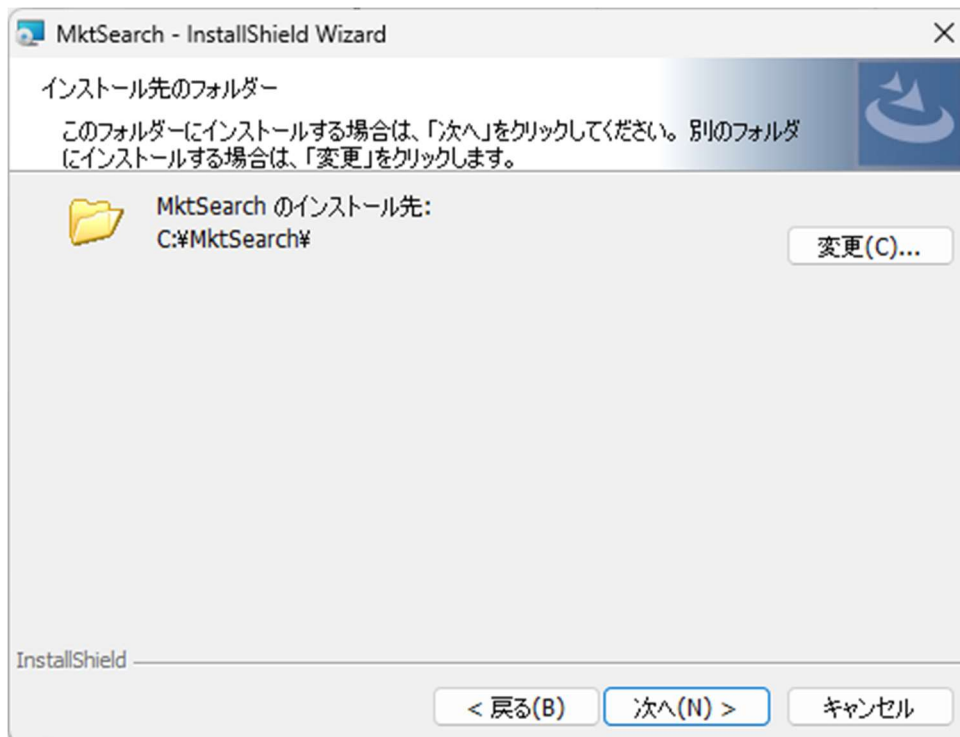 MktSearch - InstallShield Wizard
インストール先のフォルダー
このフォルダーにインストールする場合は、「次へ」をクリックしてください。別のフォルダ
にインストールする場合は、「変更」をクリックします。
MktSearch のインストール先:
C:¥MktSearch¥
変更(C)...
InstallShield
< 戻る(B)
次へ(N) >
キャンセル